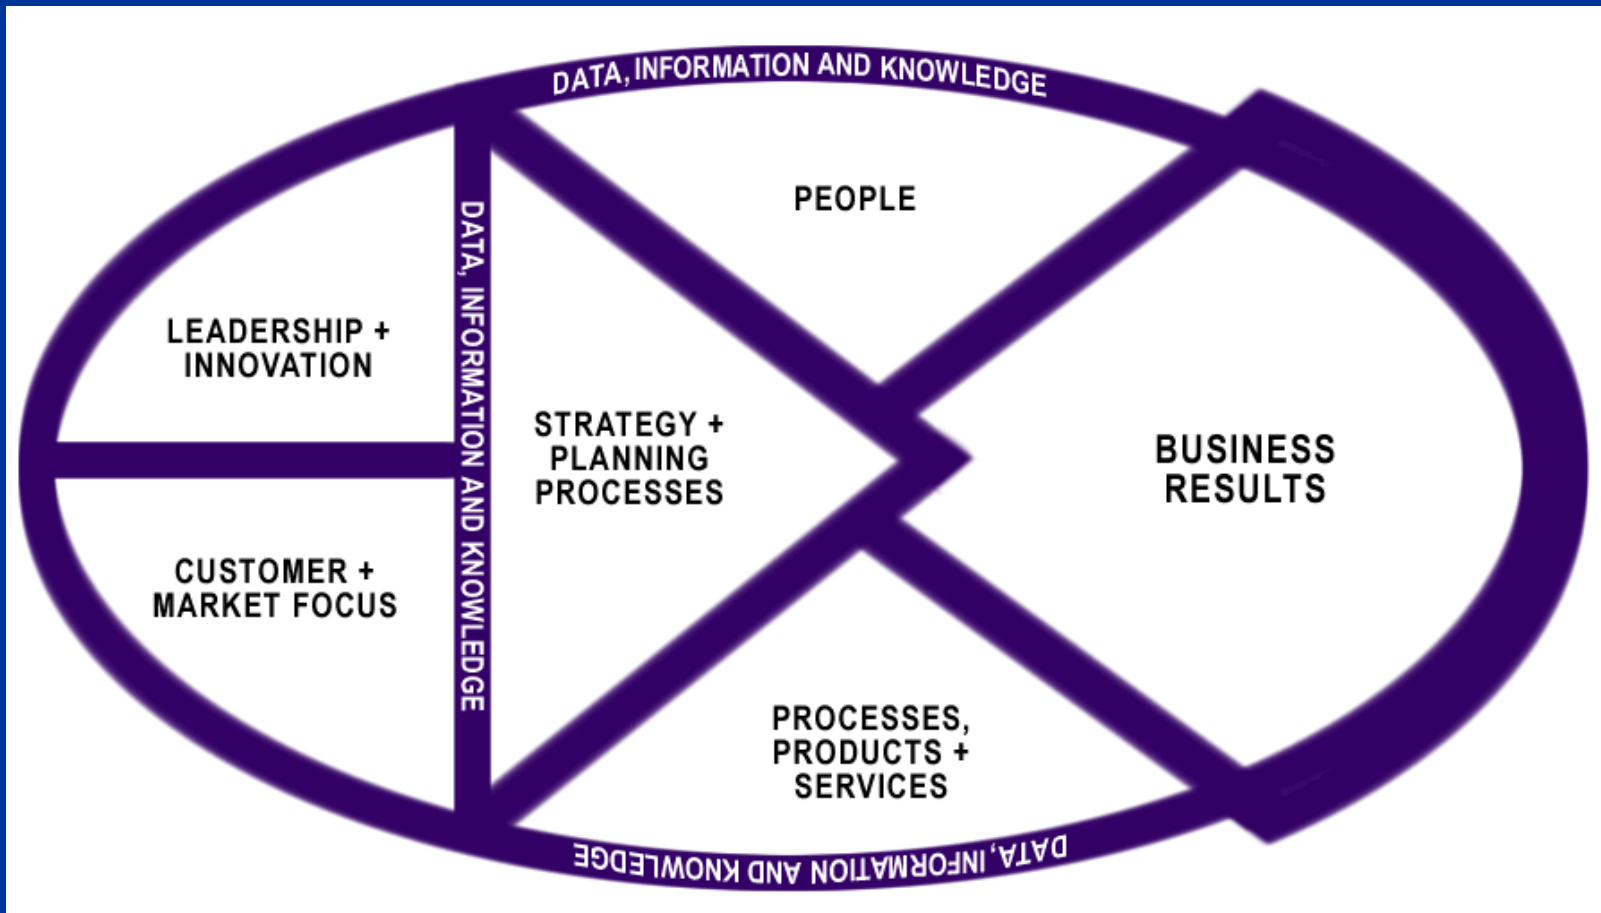 DATA, INFORMATION AND KNOWLEDGE
PEOPLE
DATA, INFORMATION AND KNOWLEDGE
LEADERSHIP +
INNOVATION
STRATEGY +
PLANNING
PROCESSES
BUSINESS
RESULTS
CUSTOMER +
MARKET FOCUS
PROCESSES,
PRODUCTS +
SERVICES
DATA, INFORMATION AND KNOWLEDGE